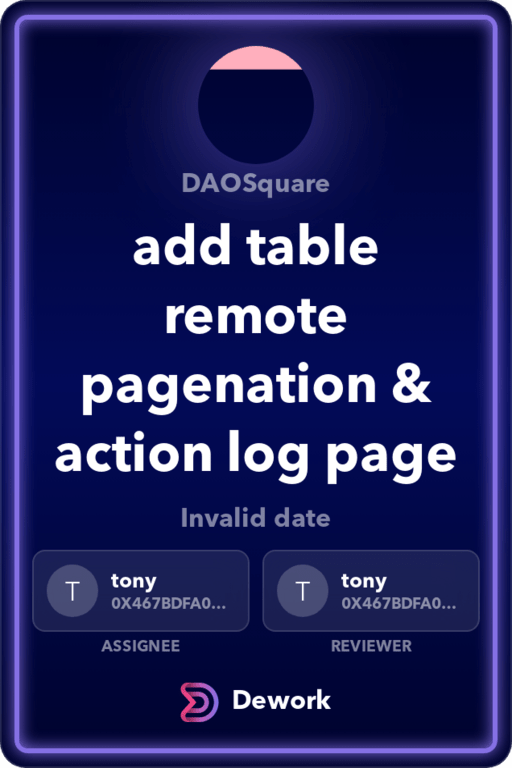 DAOSquare
add table
remote
pagenation &
action log page
Invalid date
T tony T tony
0X467BDFA0... 0X467BDFA0...
ASSIGNEE REVIEWER
Dework